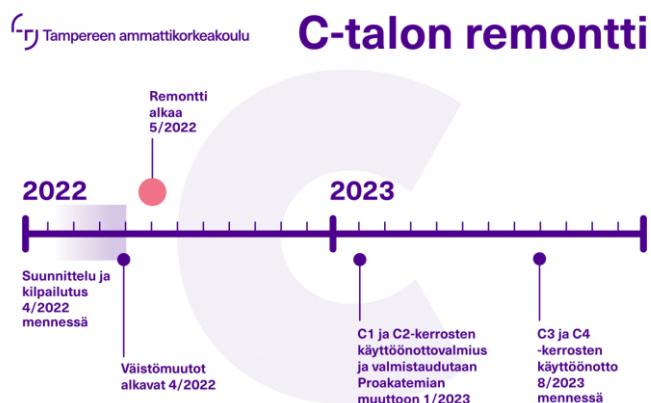 Tampereen ammattikorkeakoulu
C-talon remontti
Remontti
alkaa
5/2022
2022
2023
Suunnittelu ja
kilpailutus
4/2022
mennessä
Väistömuutot
alkavat 4/2022
C1 ja C2-kerrosten
käyttöönottovalmius
ja valmistaudutaan
Proakatemian
muuttoon 1/2023
C3 ja C4
-kerrosten
käyttöönotto
8/2023
mennessä